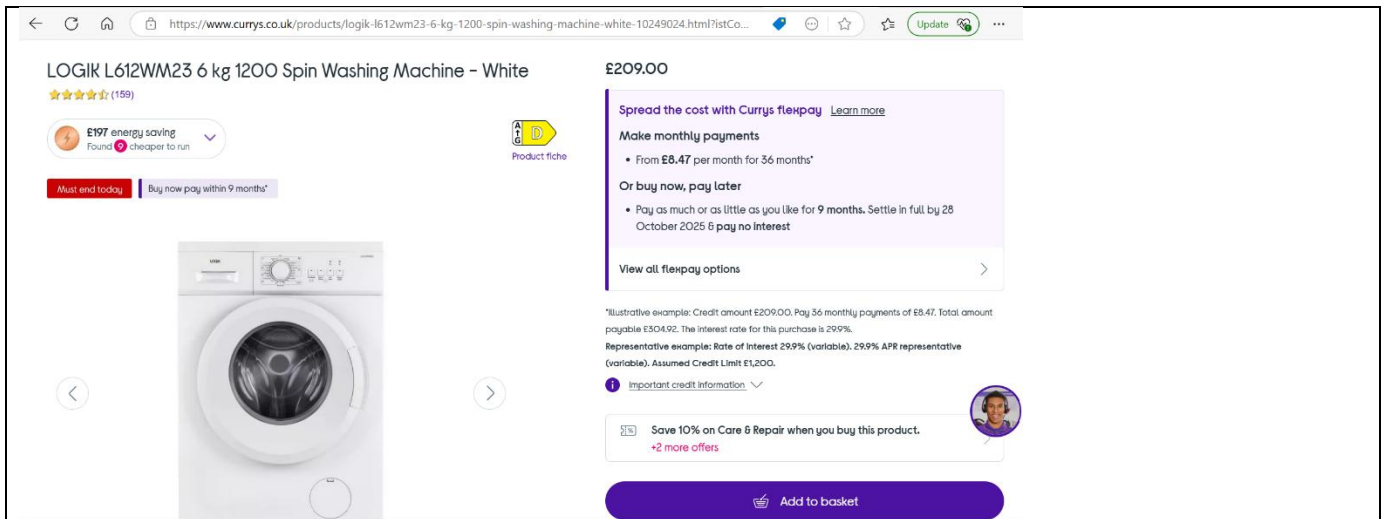 https://www.currys.co.uk/products/logik-l612wm23-6-kg-1200-spin-washing-machine-white-10249024.html?istCo...
Update
LOGIK L612WM23 6 kg 1200 Spin Washing Machine - White
(159)
£197 energy saving
Found 9 cheaper to run
A
G
D
Product fiche
Must end today
Buy now pay within 9 months*
LOGIK
£209.00
Spread the cost with Currys flexpay Learn more
Make monthly payments
• From £8.47 per month for 36 months*
Or buy now, pay later
• Pay as much or as little as you like for 9 months. Settle in full by 28
October 2025 & pay no interest
View all flexpay options
*Illustrative example: Credit amount £209.00. Pay 36 monthly payments of £8.47. Total amount
payable £304.92. The interest rate for this purchase is 29.9%.
Representative example: Rate of interest 29.9% (variable). 29.9% APR representative
(variable). Assumed Credit Limit £1,200.
i Important credit information
Save 10% on Care & Repair when you buy this product.
+2 more offers
Add to basket